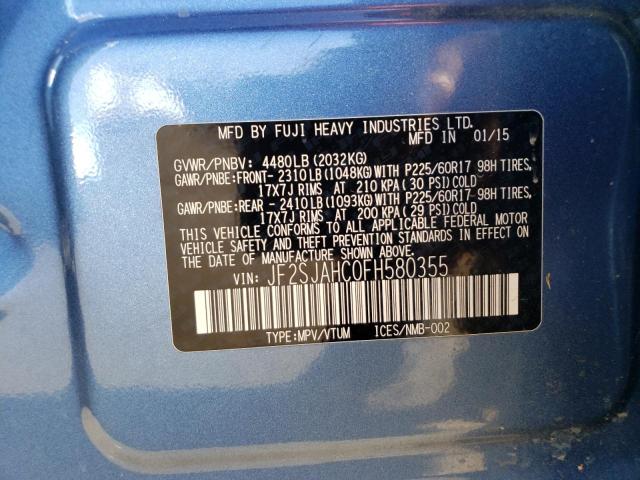 MFD BY FUJI HEAVY INDUSTRIES LTD.
MFD IN 01/15
GVWR/PNBV: 4480LB(2032KG)
GAWR/PNBE:FRONT- 2310LB(1048KG)WITH P225/60R17 98H TIRES,
17X7J RIMS AT 210 KPA(30 PSI)COLD
GAWR/PNBE:REAR - 2410LB(1093KG)WITH P225/60R17 98H TIRES,
17X7J RIMS AT 200 KPA(29 PSI)COLD
THIS VEHICLE CONFORMS TO ALL APPLICABLE FEDERAL MOTOR
VEHICLE SAFETY AND THEFT PREVENTION STANDARDS IN EFFECT ON
THE DATE OF MANUFACTURE SHOWN ABOVE.
VIN: JF2SJAHC0FH580355
TYPE:MPV/VTUM ICES/NMB-002